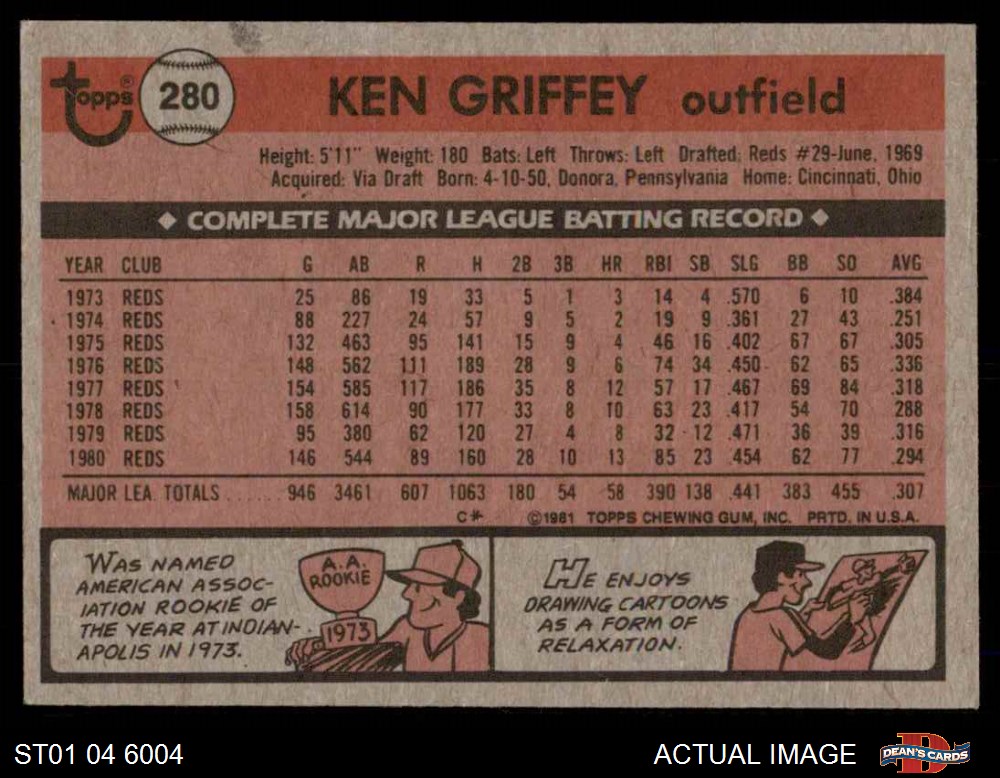 Topps® 280 KEN GRIFFEY outfield
Height: 5'11" Weight: 180 Bats: Left Throws: Left Drafted: Reds #29-June, 1969
Acquired: Via Draft Born: 4-10-50, Donora, Pennsylvania Home: Cincinnati, Ohio
◆ COMPLETE MAJOR LEAGUE BATTING RECORD ◆
YEAR CLUB G AB R H 2B 3B HR RBI SB SLG BB SO AVG
1973 REDS 25 86 19 33 5 1 3 14 4 .570 6 10 .384
1974 REDS 88 227 24 57 9 5 2 19 9 .361 27 43 .251
1975 REDS 132 463 95 141 15 9 4 46 16 .402 67 67 .305
1976 REDS 148 562 111 189 28 9 6 74 34 .450 62 65 .336
1977 REDS 154 585 117 186 35 8 12 57 17 .467 69 84 .318
1978 REDS 158 614 90 177 33 8 10 63 23 .417 54 70 .288
1979 REDS 95 380 62 120 27 4 8 32 12 .471 36 39 .316
1980 REDS 146 544 89 160 28 10 13 85 23 .454 62 77 .294
MAJOR LEA. TOTALS ...... 946 3461 607 1063 180 54 58 390 138 .441 383 455 .307
C* ©1981 TOPPS CHEWING GUM, INC. PRTD. IN U.S.A.
WAS NAMED
AMERICAN ASSOC-
IATION ROOKIE OF
THE YEAR AT INDIAN-
APOLIS IN 1973.
A.A.
ROOKIE
1973
HE ENJOYS
DRAWING CARTOONS
AS A FORM OF
RELAXATION.
ST01 04 6004 ACTUAL IMAGE D DEAN'S CARDS